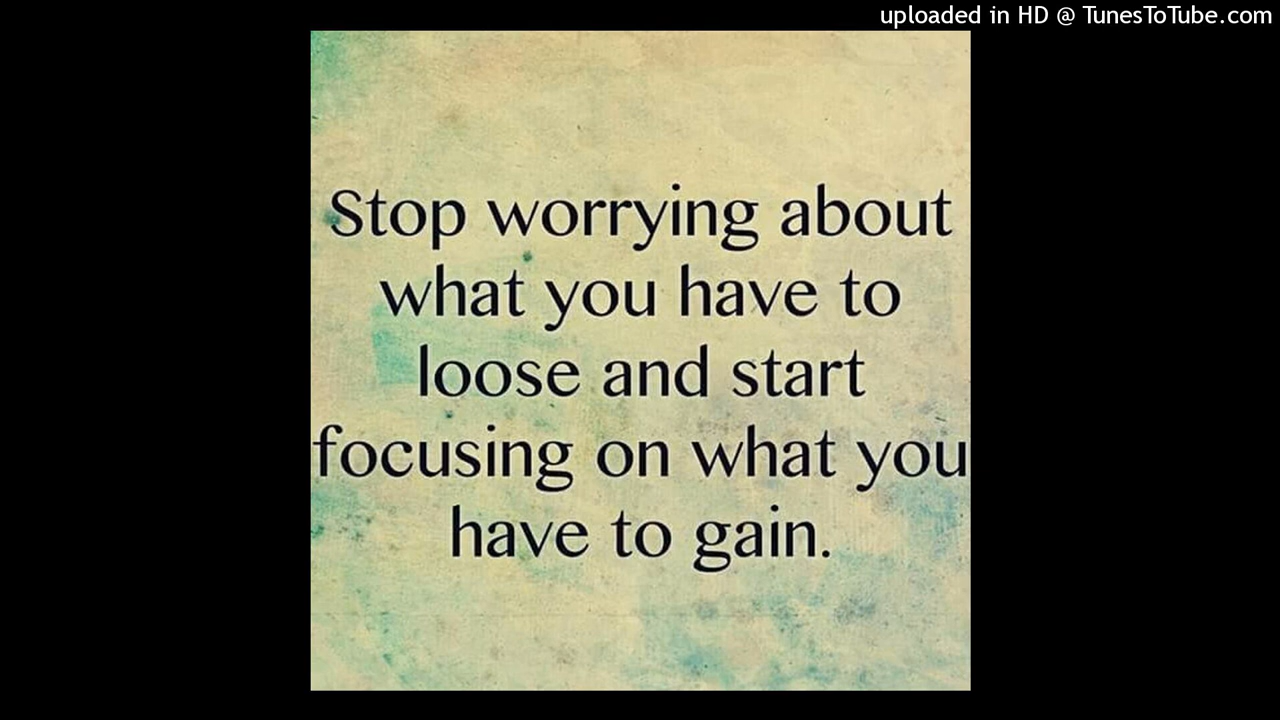 uploaded in HD @ TunesToTube.com
Stop worrying about
what you have to
loose and start
focusing on what you
have to gain.